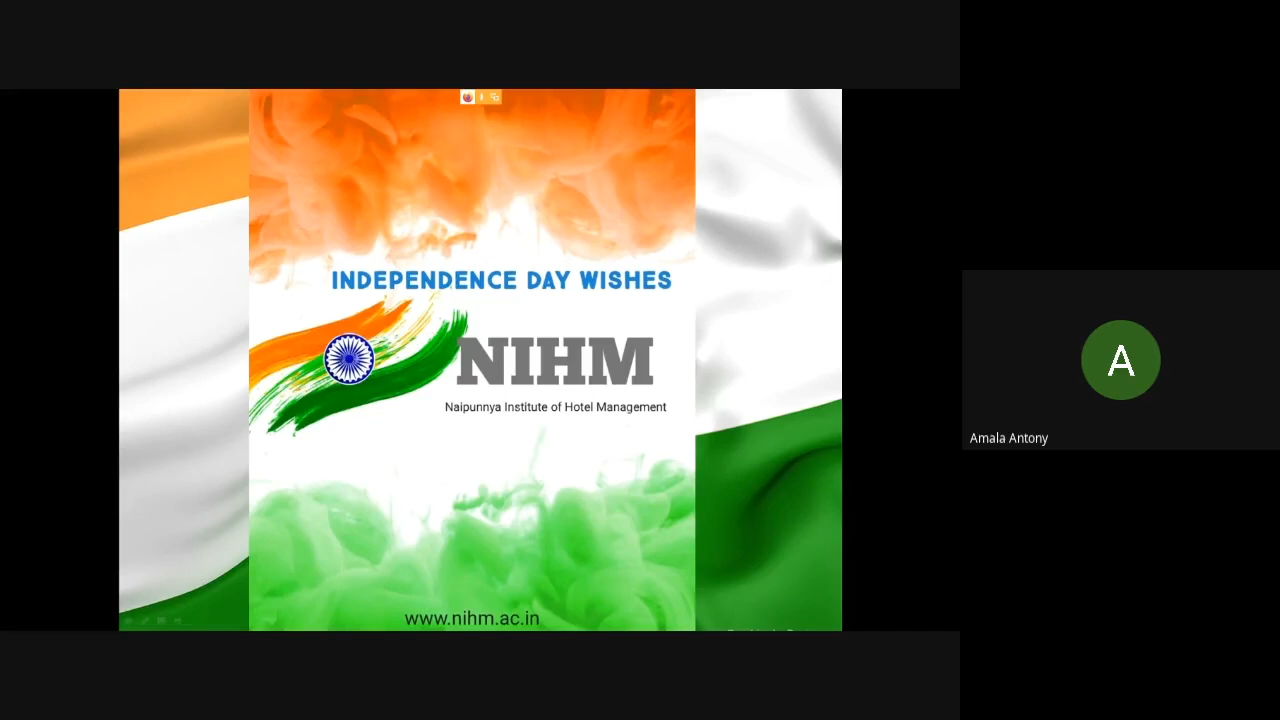 INDEPENDENCE DAY WISHES
NIHM
Naipunnya Institute of Hotel Management
www.nihm.ac.in
A
Amala Antony